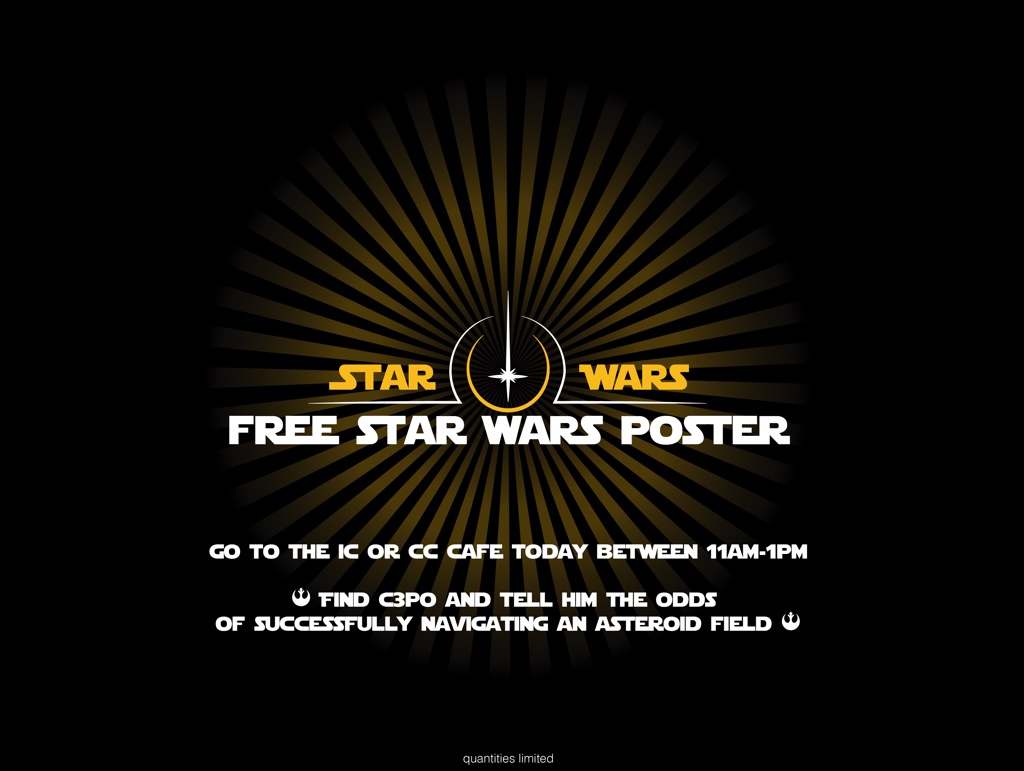 STAR WARS
FREE STAR WARS POSTER
GO TO THE IC OR CC CAFE TODAY BETWEEN 11AM-1PM
FIND C3PO AND TELL HIM THE ODDS
OF SUCCESSFULLY NAVIGATING AN ASTEROID FIELD
quantities limited